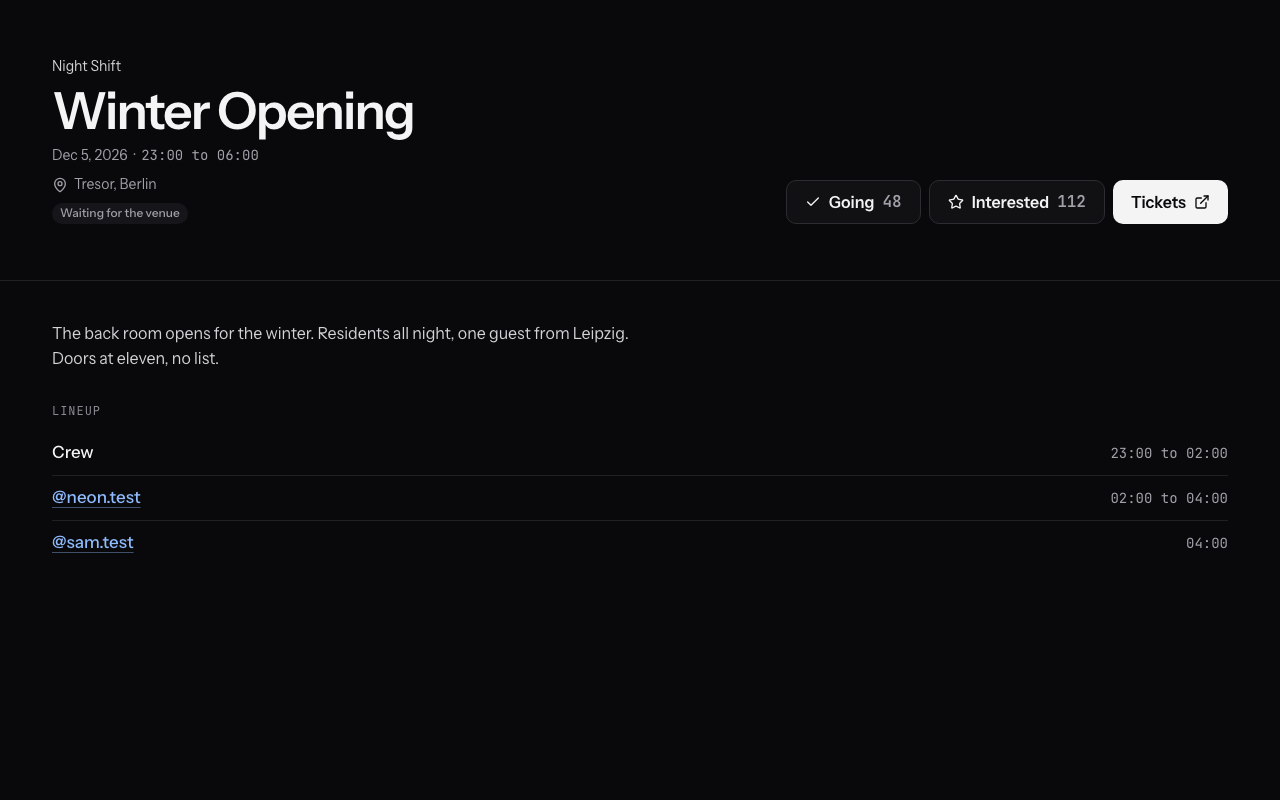 Night Shift
Winter Opening
Dec 5, 2026 · 23:00 to 06:00
Tresor, Berlin
Waiting for the venue
Going 48
Interested 112
Tickets
The back room opens for the winter. Residents all night, one guest from Leipzig.
Doors at eleven, no list.
LINEUP
Crew 23:00 to 02:00
@neon.test 02:00 to 04:00
@sam.test 04:00